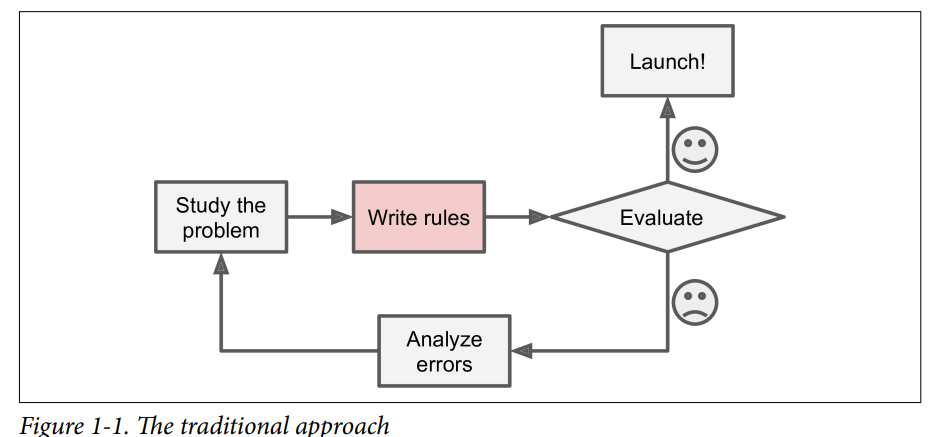 Launch!
Study the
problem
Write rules
Evaluate
Analyze
errors
Figure 1-1. The traditional approach